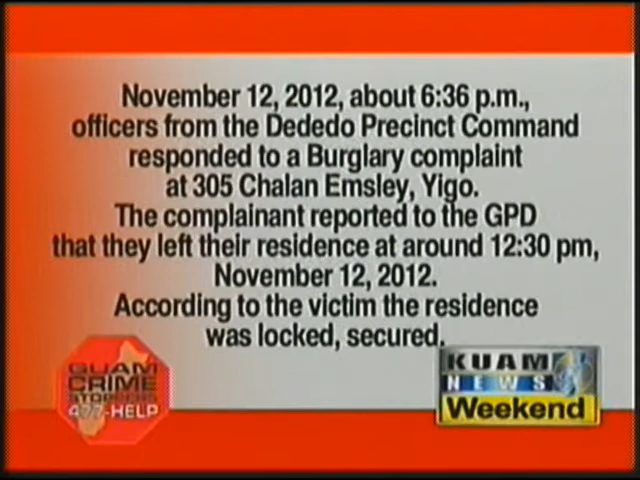 November 12, 2012, about 6:36 p.m.,
officers from the Dededo Precinct Command
responded to a Burglary complaint
at 305 Chalan Emsley, Yigo.
The complainant reported to the GPD
that they left their residence at around 12:30 pm,
November 12, 2012.
According to the victim the residence
was locked, secured.
GUAM
CRIME
STOPPERS
477-HELP
KUAM
NEWS
Weekend